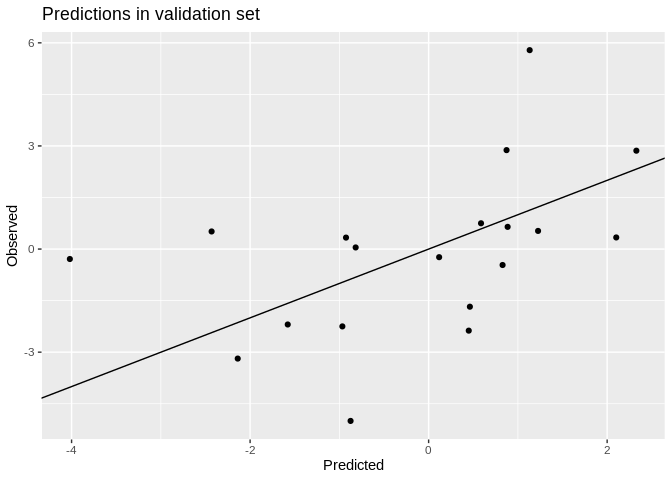 Predictions in validation set
6
3
0
-3
Observed
-4 -2 0 2
Predicted